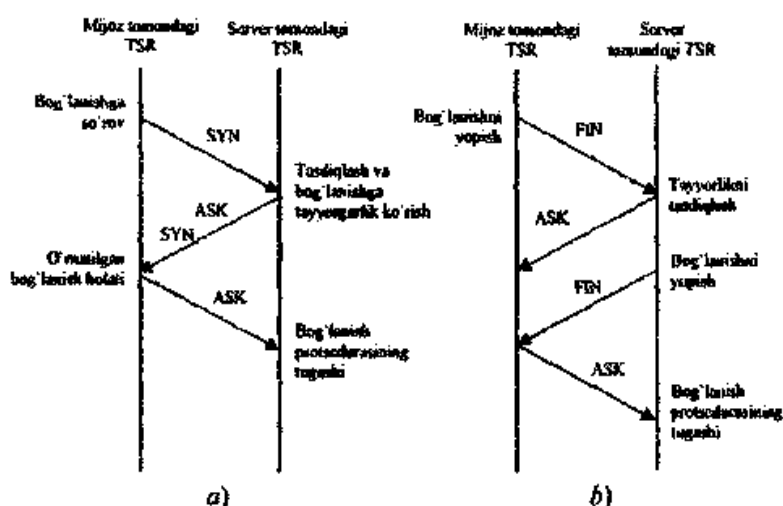 Mijoz tomondagi
TSR
Server tomondagi
TSR
Bog`lanishga
so`rov
SYN
Tasdiqlash va
bog`lanishga
tayyorgarlik ko`rish
ASK
SYN
O`rnatilgan
bog`lanish holati
ASK
Bog`lanish
protsedurasining
tugashi
a)
Mijoz tomondagi
TSR
Server
tomondagi TSR
Bog`lanishni
yopish
FIN
Tayyorlikni
tasdiqlash
ASK
Bog`lanishni
yopish
FIN
ASK
Bog`lanish
protsedurasining
tugashi
b)